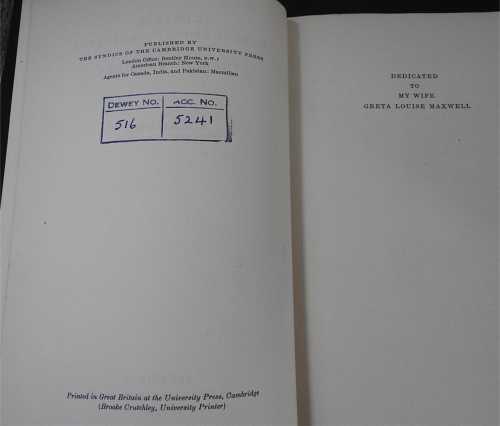 PUBLISHED BY
THE SYNDICS OF THE CAMBRIDGE UNIVERSITY PRESS
London Office: Bentley House, N.W.1
American Branch: New York
Agents for Canada, India, and Pakistan: Macmillan
DEWEY NO. ACC. NO.
516 5241
Printed in Great Britain at the University Press, Cambridge
(Brooke Crutchley, University Printer)
DEDICATED
TO
MY WIFE
GRETA LOUISE MAXWELL